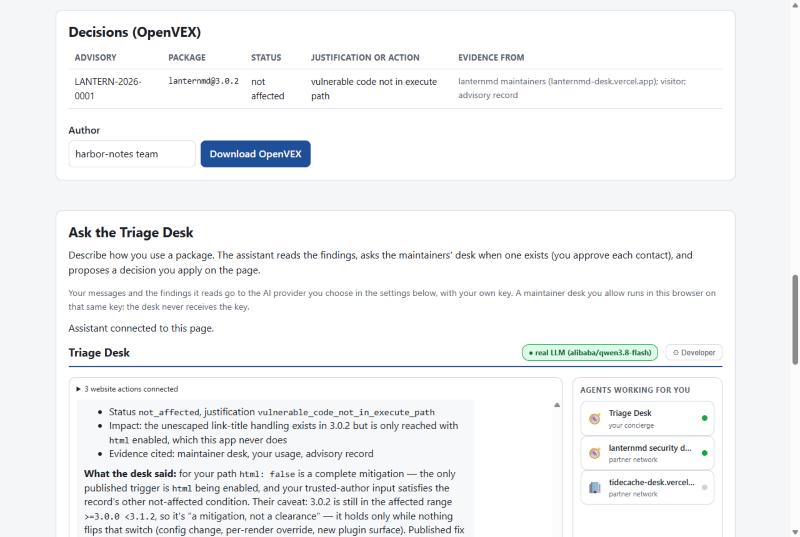 Decisions (OpenVEX)
ADVISORY PACKAGE STATUS JUSTIFICATION OR ACTION EVIDENCE FROM
LANTERN-2026-0001 lanternmd@3.0.2 not affected vulnerable code not in execute path lanternmd maintainers (lanternmd-desk.vercel.app); visitor; advisory record
Author
harbor-notes team Download OpenVEX
Ask the Triage Desk
Describe how you use a package. The assistant reads the findings, asks the maintainers' desk when one exists (you approve each contact), and
proposes a decision you apply on the page.
Your messages and the findings it reads go to the AI provider you choose in the settings below, with your own key. A maintainer desk you allow runs in this browser on
that same key; the desk never receives the key.
Assistant connected to this page.
Triage Desk ● real LLM (alibaba/qwen3.8-flash) ⊙ Developer
▶ 3 website actions connected
• Status not_affected, justification vulnerable_code_not_in_execute_path
• Impact: the unescaped link-title handling exists in 3.0.2 but is only reached with
html enabled, which this app never does
• Evidence cited: maintainer desk, your usage, advisory record
What the desk said: for your path html: false is a complete mitigation — the only
published trigger is html being enabled, and your trusted-author input satisfies the
record's other not-affected condition. Their caveat: 3.0.2 is still in the affected range
>=3.0.0 <3.1.2, so it's "a mitigation, not a clearance" — it holds only while nothing
flips that switch (config change, per-render override, new plugin surface). Published fix
AGENTS WORKING FOR YOU
Triage Desk
your concierge
lanternmd security d...
partner network
tidecache-desk.vercel...
partner network